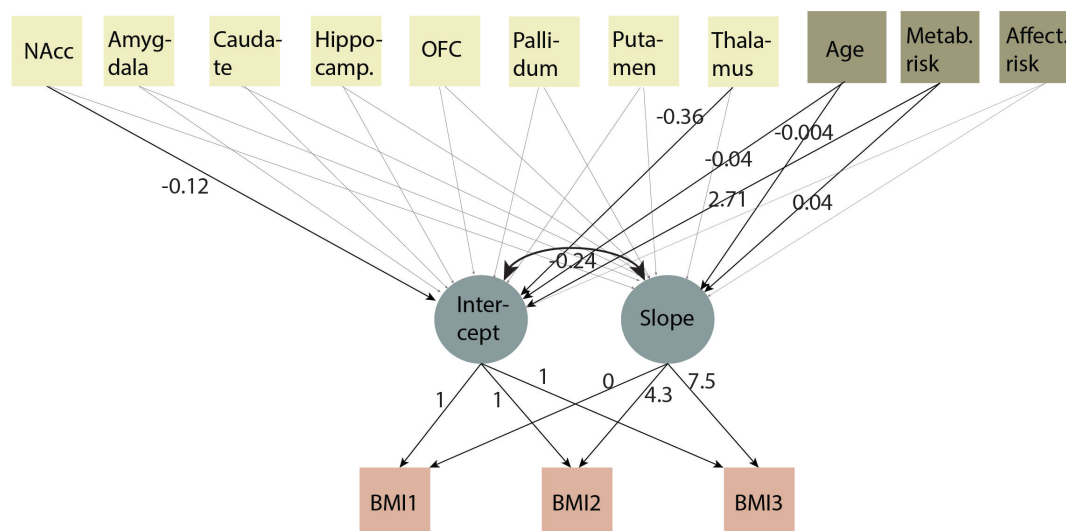 NAcc
Amyg-
dala
Cauda-
te
Hippo-
camp.
OFC
Palli-
dum
Puta-
men
Thala-
mus
Age
Metab.
risk
Affect.
risk
-0.36
-0.004
-0.04
-0.12
2.71
0.04
-0.24
Inter-
cept
Slope
1
1
1
0
4.3
7.5
BMI1
BMI2
BMI3